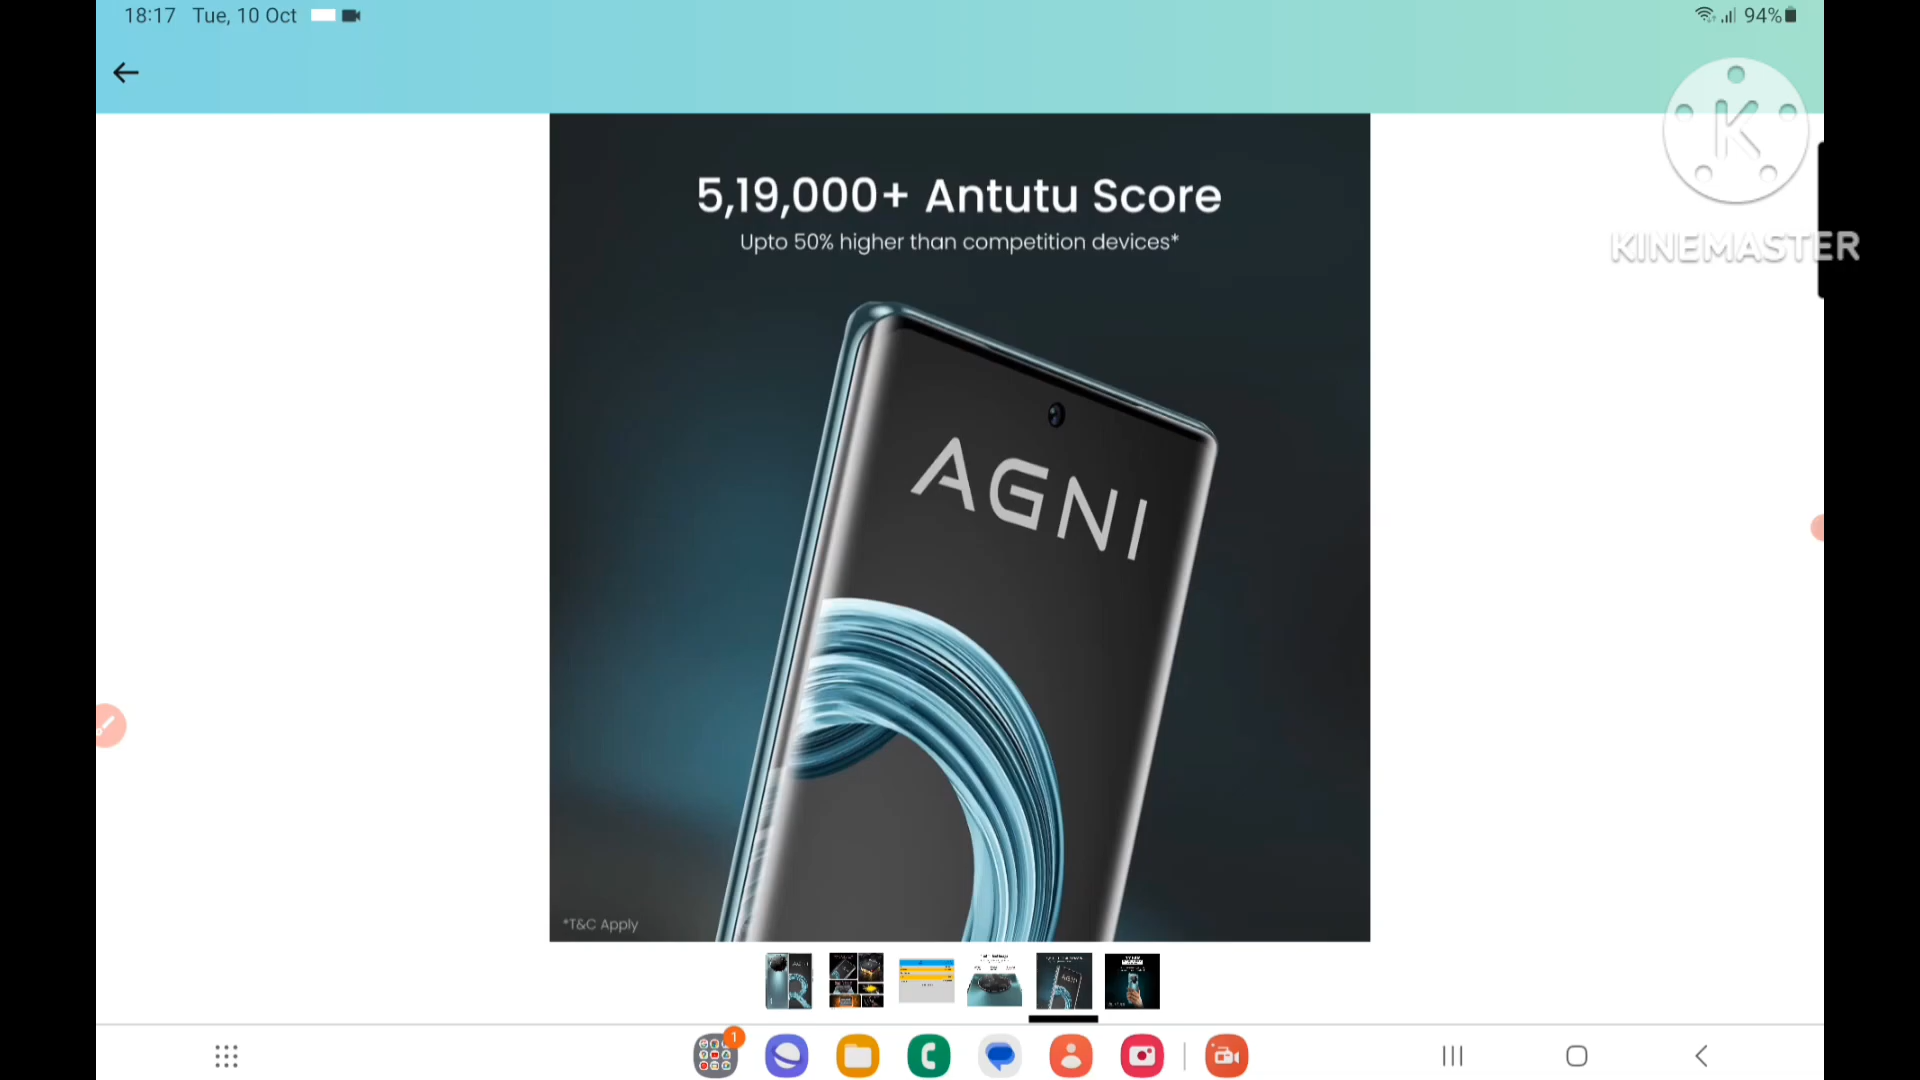 18:17 Tue, 10 Oct
94%
K
KINEMASTER
5,19,000+ Antutu Score
Upto 50% higher than competition devices*
AGNI
*T&C Apply
1